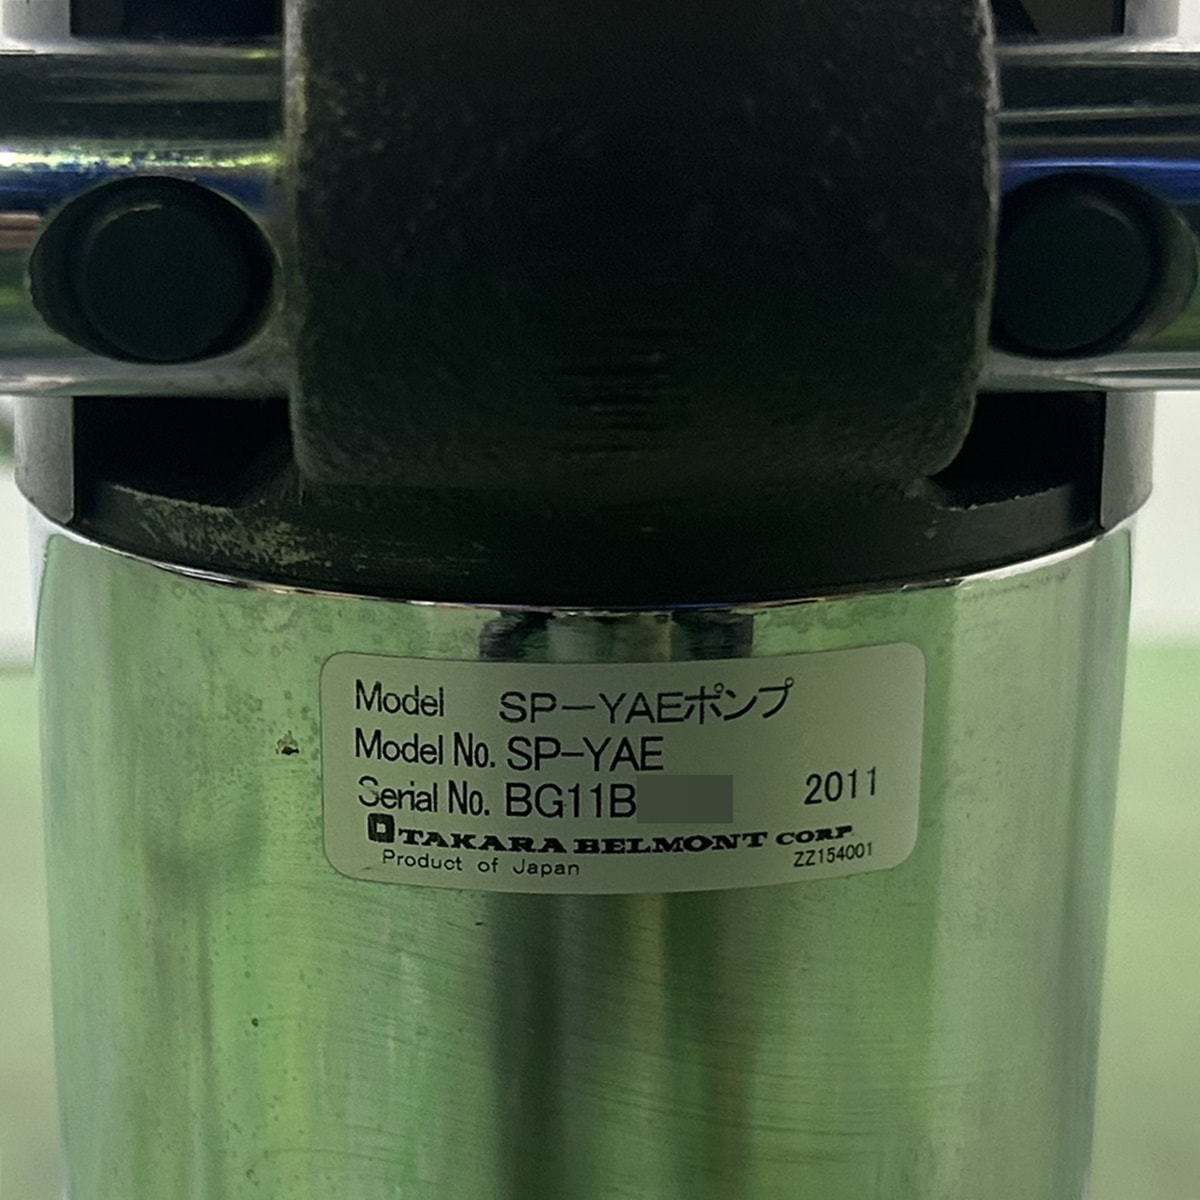 Model SP-YAEポンプ
Model No. SP-YAE
Serial No. BG11B 2011
TAKARA BELMONT CORP.
Product of Japan ZZ154001